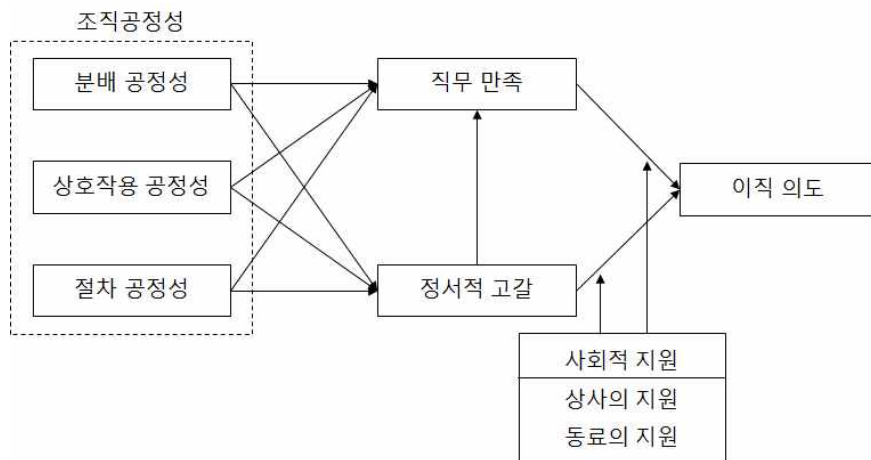 조직공정성
분배 공정성
상호작용 공정성
절차 공정성
직무 만족
정서적 고갈
이직 의도
사회적 지원
상사의 지원
동료의 지원